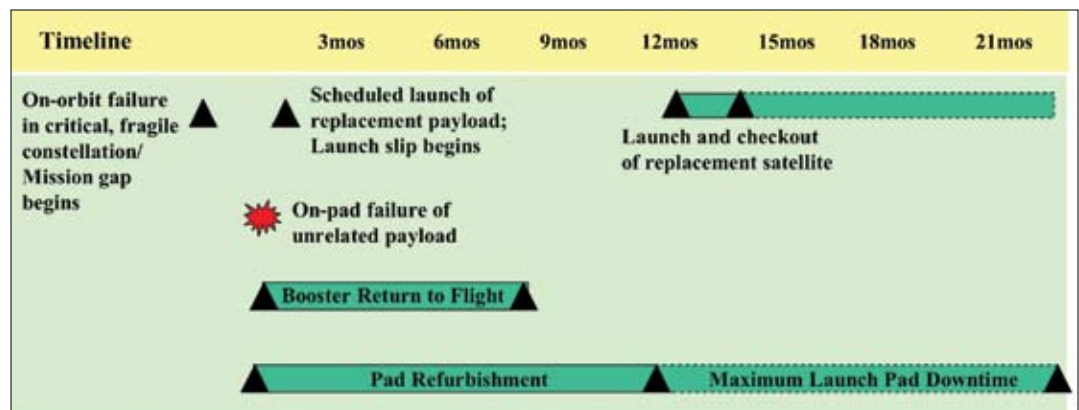 Timeline 3mos 6mos 9mos 12mos 15mos 18mos 21mos
On-orbit failure
in critical, fragile
constellation/
Mission gap
begins
Scheduled launch of
replacement payload;
Launch slip begins
Launch and checkout
of replacement satellite
On-pad failure of
unrelated payload
Booster Return to Flight
Pad Refurbishment
Maximum Launch Pad Downtime